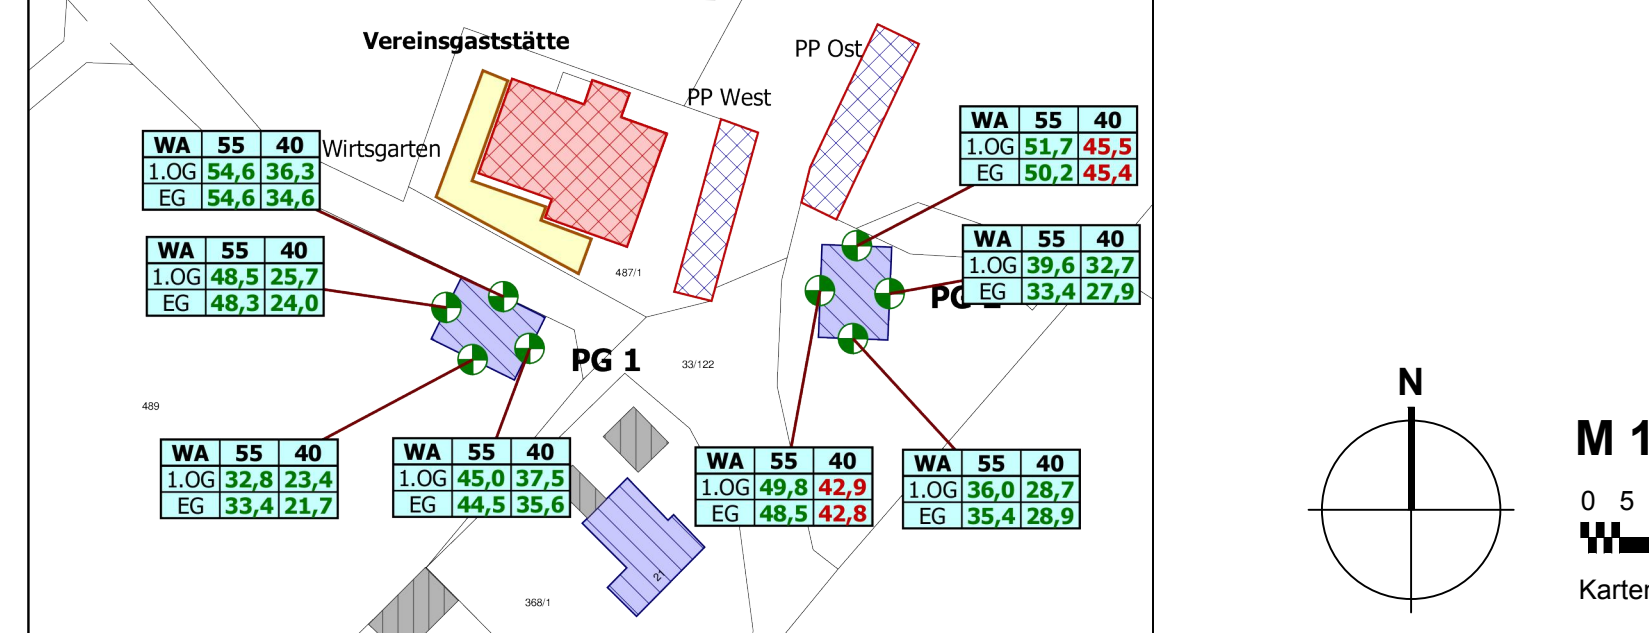 Vereinsgaststätte
PP Ost
PP West
Wirtsgarten
WA 55 40
1.OG 54,6 36,3
EG 54,6 34,6
WA 55 40
1.OG 51,7 45,5
EG 50,2 45,4
WA 55 40
1.OG 48,5 25,7
EG 48,3 24,0
WA 55 40
1.OG 39,6 32,7
EG 33,4 27,9
487/1
PG 1
33/122
489
N
WA 55 40
1.OG 32,8 23,4
EG 33,4 21,7
WA 55 40
1.OG 45,0 37,5
EG 44,5 35,6
WA 55 40
1.OG 49,8 42,9
EG 48,5 42,8
WA 55 40
1.OG 36,0 28,7
EG 35,4 28,9
M 1
0 5
21
368/1